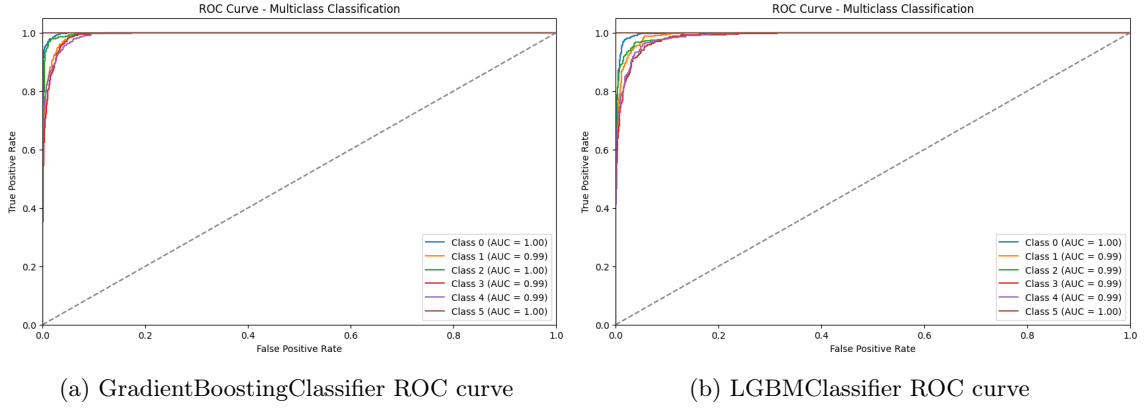 ROC Curve - Multiclass Classification
1.0
0.8
0.6
0.4
0.2
0.0
True Positive Rate
Class 0 (AUC = 1.00)
Class 1 (AUC = 0.99)
Class 2 (AUC = 1.00)
Class 3 (AUC = 0.99)
Class 4 (AUC = 0.99)
Class 5 (AUC = 1.00)
0.0 0.2 0.4 0.6 0.8 1.0
False Positive Rate
(a) GradientBoostingClassifier ROC curve
ROC Curve - Multiclass Classification
1.0
0.8
0.6
0.4
0.2
0.0
True Positive Rate
Class 0 (AUC = 1.00)
Class 1 (AUC = 0.99)
Class 2 (AUC = 0.99)
Class 3 (AUC = 0.99)
Class 4 (AUC = 0.99)
Class 5 (AUC = 1.00)
0.0 0.2 0.4 0.6 0.8 1.0
False Positive Rate
(b) LGBMClassifier ROC curve